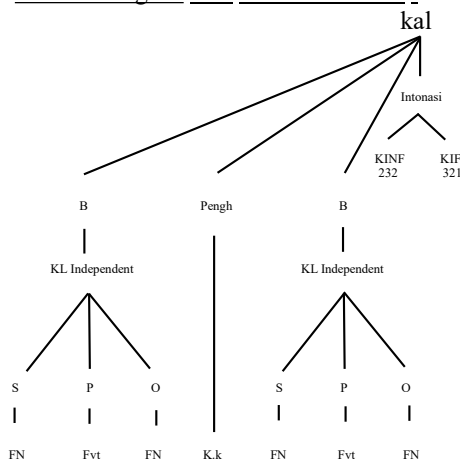 kal
Intonasi
KINF KIF
232 321
B Pengh B
KL Independent KL Independent
S P O S P O
FN Fvt FN K.k FN Fvt FN